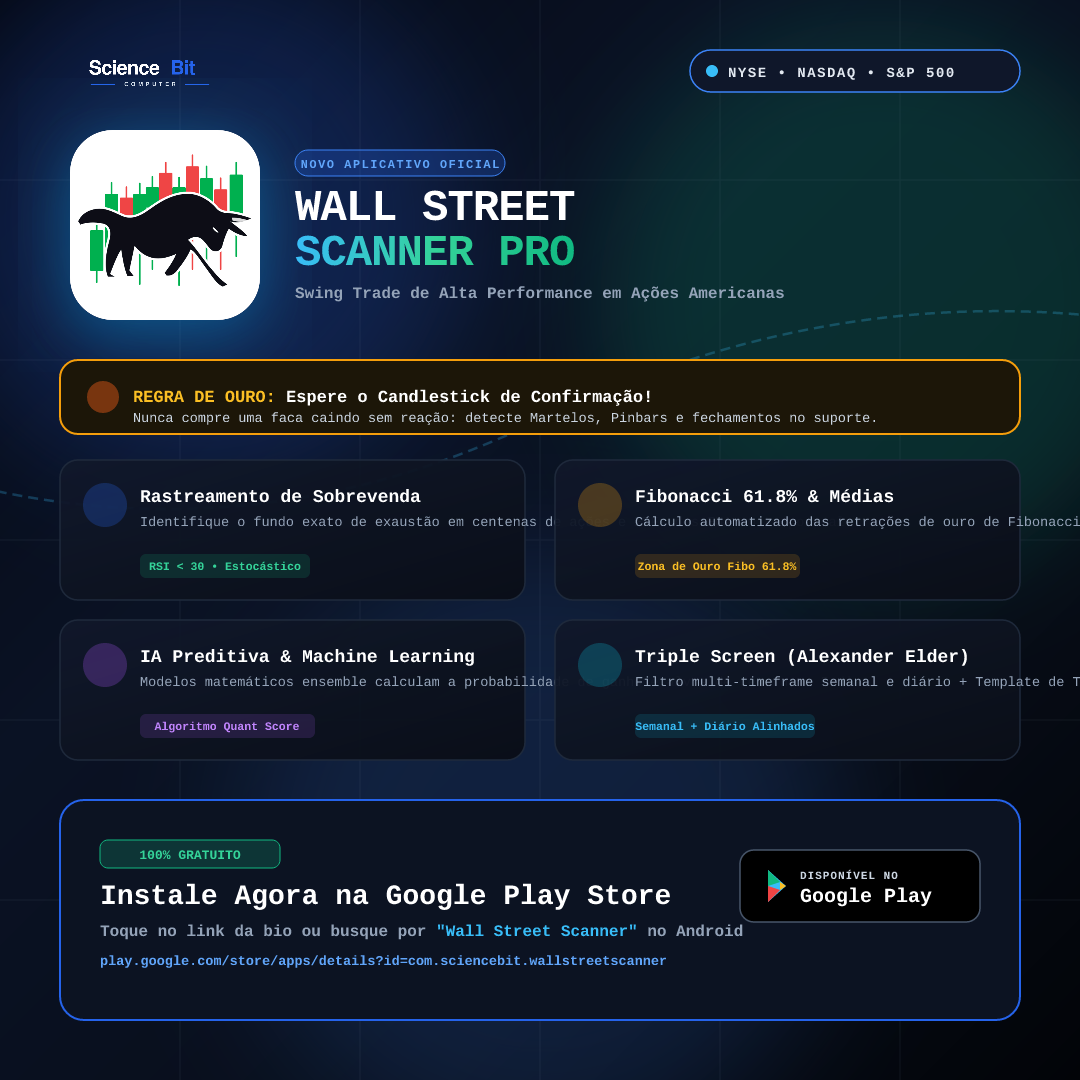 Science Bit
COMPUTER
NYSE • NASDAQ • S&P 500
NOVO APLICATIVO OFICIAL
WALL STREET
SCANNER PRO
Swing Trade de Alta Performance em Ações Americanas
REGRA DE OURO: Espere o Candlestick de Confirmação!
Nunca compre uma faca caindo sem reação: detecte Martelos, Pinbars e fechamentos no suporte.
Rastreamento de Sobrevenda
Identifique o fundo exato de exaustão em centenas
RSI < 30 • Estocástico
Fibonacci 61.8% & Médias
Cálculo automatizado das retrações de ouro de Fibonacci
Zona de Ouro Fibo 61.8%
IA Preditiva & Machine Learning
Modelos matemáticos ensemble calculam a probabilida
Algoritmo Quant Score
Triple Screen (Alexander Elder)
Filtro multi-timeframe semanal e diário + Template de T
Semanal + Diário Alinhados
100% GRATUITO
Instale Agora na Google Play Store
Toque no link da bio ou busque por "Wall Street Scanner" no Android
play.google.com/store/apps/details?id=com.sciencebit.wallstreetscanner
DISPONÍVEL NO
Google Play